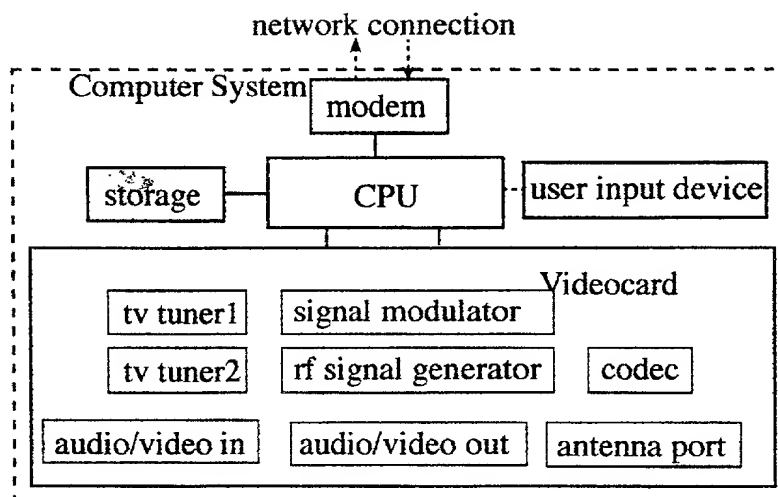 network connection
Computer System
modem
storage
CPU
user input device
Videocard
tv tuner1
signal modulator
tv tuner2
rf signal generator
codec
audio/video in
audio/video out
antenna port